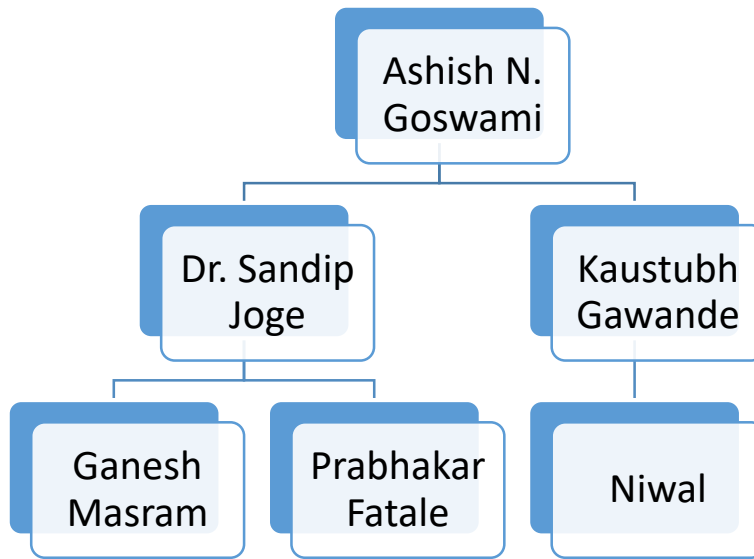 Ashish N.
Goswami
Dr. Sandip
Joge
Kaustubh
Gawande
Ganesh
Masram
Prabhakar
Fatale
Niwal